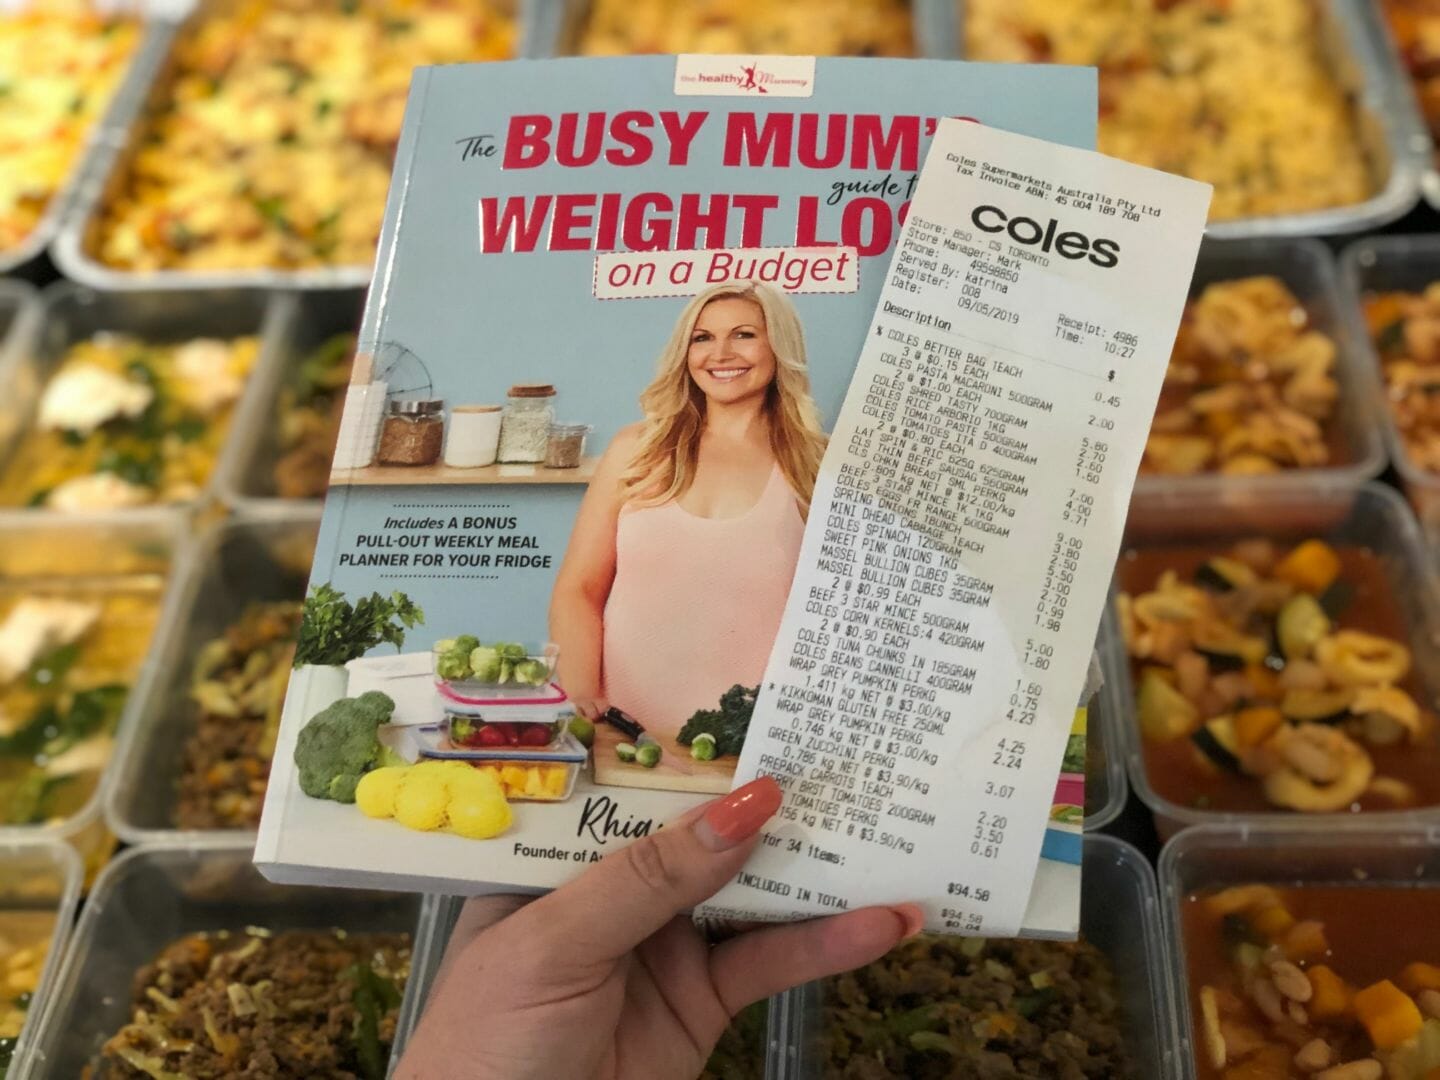 the healthy Mummy
The BUSY MUM'S
guide t
WEIGHT LOS
on a Budget
Includes A BONUS
PULL-OUT WEEKLY MEAL
PLANNER FOR YOUR FRIDGE
Rhia
Founder of Au
Coles Supermarkets Australia Pty Ltd
Tax Invoice ABN: 45 004 189 708
coles
Store: 850 - CS TORONTO
Store Manager: Mark
Phone: 49598850
Served By: katrina
Register: 008 Receipt: 4986
Date: 09/05/2019 Time: 10:27
Description $
% COLES BETTER BAG 1EACH
3 @ $0.15 EACH 0.45
COLES PASTA MACARONI 500GRAM
2 @ $1.00 EACH 2.00
COLES SHRED TASTY 700GRAM 5.80
COLES RICE ARBORIO 1KG 2.70
COLES TOMATO PASTE 500GRAM 2.60
COLES TOMATOES ITA D 400GRAM
2 @ $0.80 EACH 1.60
LAT SPIN & RIC 625G 625GRAM 7.00
CLS THIN BEEF SAUSAG 560GRAM 4.00
CLS CHKN BREAST SML PERKG
0.809 kg NET @ $12.00/kg 9.71
BEEF 3 STAR MINCE 1K 1KG 9.00
COLES EGGS FR RANGE 600GRAM 3.80
SPRING ONIONS 1BUNCH 2.50
MINI DHEAD CABBAGE 1EACH 5.50
COLES SPINACH 120GRAM 3.00
SWEET PINK ONIONS 1KG 2.70
MASSEL BULLION CUBES 35GRAM 0.99
MASSEL BULLION CUBES 35GRAM
2 @ $0.99 EACH 1.98
BEEF 3 STAR MINCE 500GRAM 5.00
COLES CORN KERNELS:4 420GRAM
2 @ $0.90 EACH 1.80
COLES TUNA CHUNKS IN 185GRAM 1.60
COLES BEANS CANNELLI 400GRAM 0.75
WRAP GREY PUMPKIN PERKG
1.411 kg NET @ $3.00/kg 4.23
* KIKKOMAN GLUTEN FREE 250ML 4.25
WRAP GREY PUMPKIN PERKG
0.746 kg NET @ $3.00/kg 2.24
GREEN ZUCCHINI PERKG
0.786 kg NET @ $3.90/kg 3.07
PREPACK CARROTS 1EACH 2.20
CHERRY BRST TOMATOES 200GRAM 3.50
TOMATOES PERKG
156 kg NET @ $3.90/kg 0.61
for 34 items: $94.58
$94.58
INCLUDED IN TOTAL $0.04